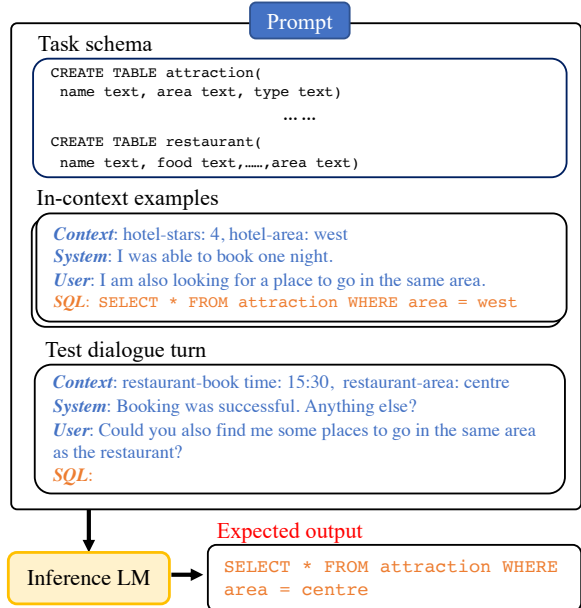 Prompt
Task schema
CREATE TABLE attraction(
name text, area text, type text)
... ...
CREATE TABLE restaurant(
name text, food text,……,area text)
In-context examples
Context: hotel-stars: 4, hotel-area: west
System: I was able to book one night.
User: I am also looking for a place to go in the same area.
SQL: SELECT * FROM attraction WHERE area = west
Test dialogue turn
Context: restaurant-book time: 15:30, restaurant-area: centre
System: Booking was successful. Anything else?
User: Could you also find me some places to go in the same area
as the restaurant?
SQL:
Expected output
Inference LM
SELECT * FROM attraction WHERE
area = centre